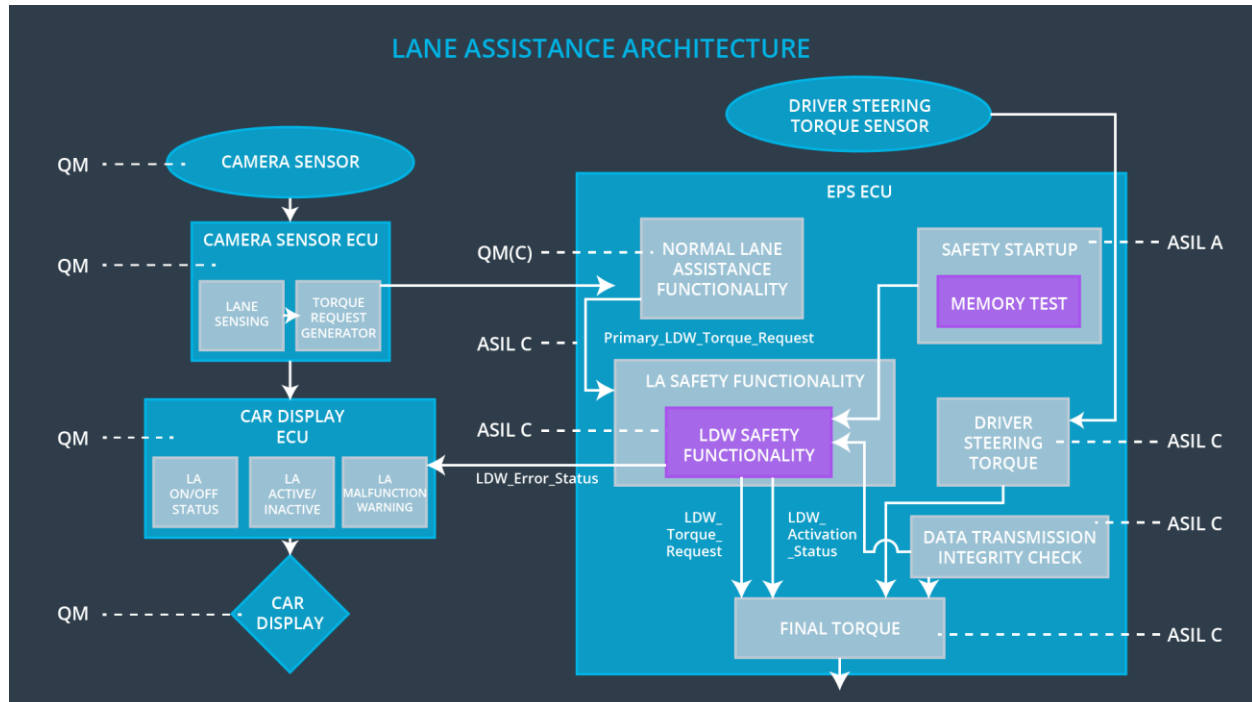 LANE ASSISTANCE ARCHITECTURE
DRIVER STEERING
TORQUE SENSOR
QM
CAMERA SENSOR
EPS ECU
QM
CAMERA SENSOR ECU
LANE
SENSING
TORQUE
REQUEST
GENERATOR
QM(C)
NORMAL LANE
ASSISTANCE
FUNCTIONALITY
SAFETY STARTUP
MEMORY TEST
ASIL A
ASIL C
Primary_LDW_Torque_Request
LA SAFETY FUNCTIONALITY
ASIL C
LDW SAFETY
FUNCTIONALITY
DRIVER
STEERING
TORQUE
ASIL C
QM
CAR DISPLAY
ECU
LA
ON/OFF
STATUS
LA
ACTIVE/
INACTIVE
LA
MALFUNCTION
WARNING
LDW_Error_Status
LDW_
Torque_
Request
LDW_
Activation
_Status
DATA TRANSMISSION
INTEGRITY CHECK
ASIL C
QM
CAR
DISPLAY
FINAL TORQUE
ASIL C